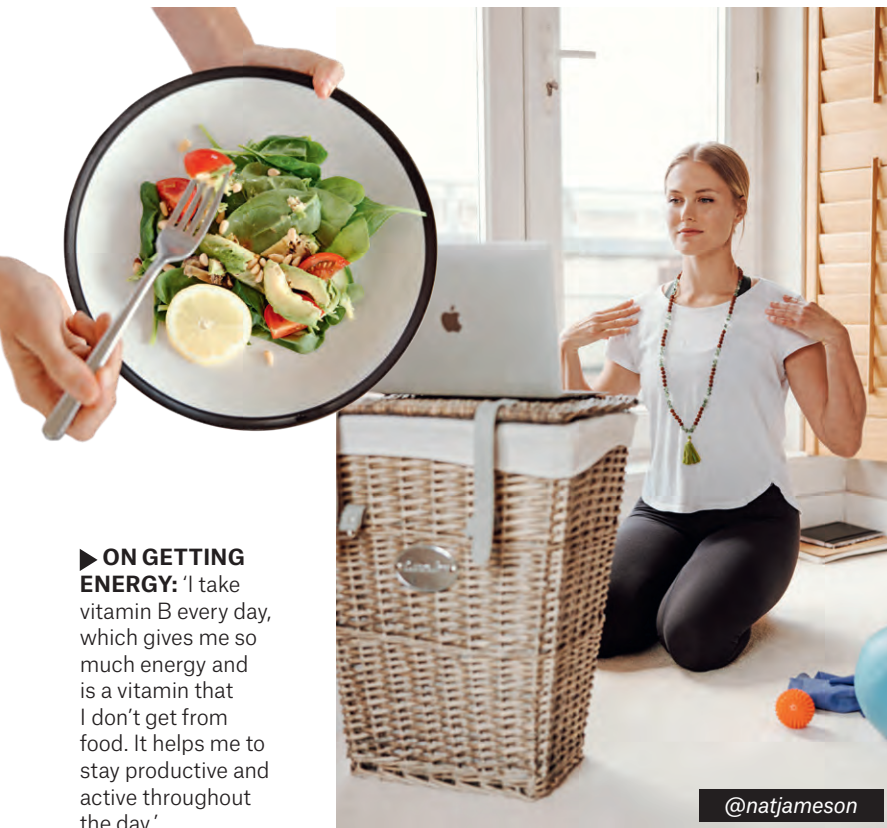 ▶ ON GETTING
ENERGY: ‘I take
vitamin B every day,
which gives me so
much energy and
is a vitamin that
I don’t get from
food. It helps me to
stay productive and
active throughout
the day.’
@natjameson